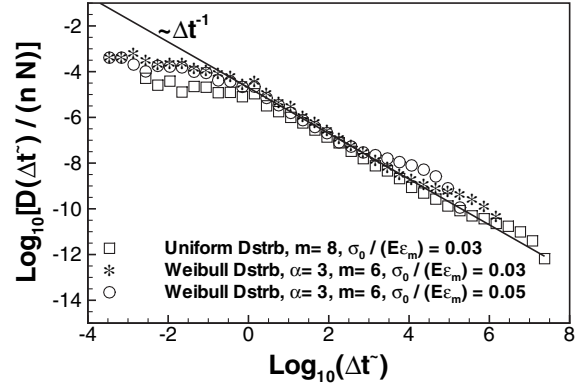 ~Δt⁻¹
Log₁₀[D(Δt~) / (n N)]
-2
-4
-6
-8
-10
-12
-14
Uniform Dstrb, m= 8, σ₀ / (Eεₘ) = 0.03
Weibull Dstrb, α= 3, m= 6, σ₀ / (Eεₘ) = 0.03
Weibull Dstrb, α= 3, m= 6, σ₀ / (Eεₘ) = 0.05
-4 -2 0 2 4 6 8
Log₁₀(Δt~)